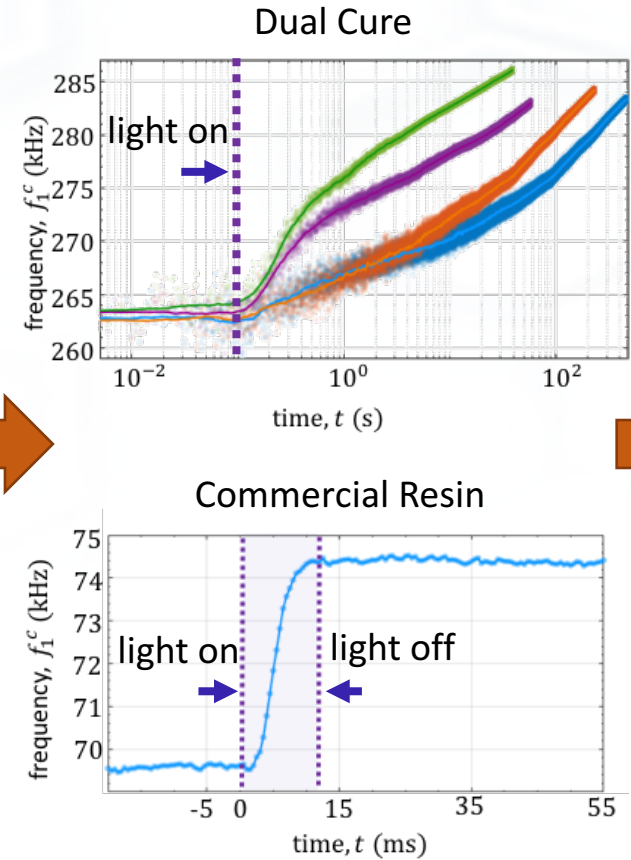 Dual Cure
285
280
275
270
265
260
frequency, f₁ᶜ (kHz)
light on
10⁻² 10⁰ 10²
time, t (s)
Commercial Resin
75
74
73
72
71
70
frequency, f₁ᶜ (kHz)
light on light off
-5 0 15 35 55
time, t (ms)